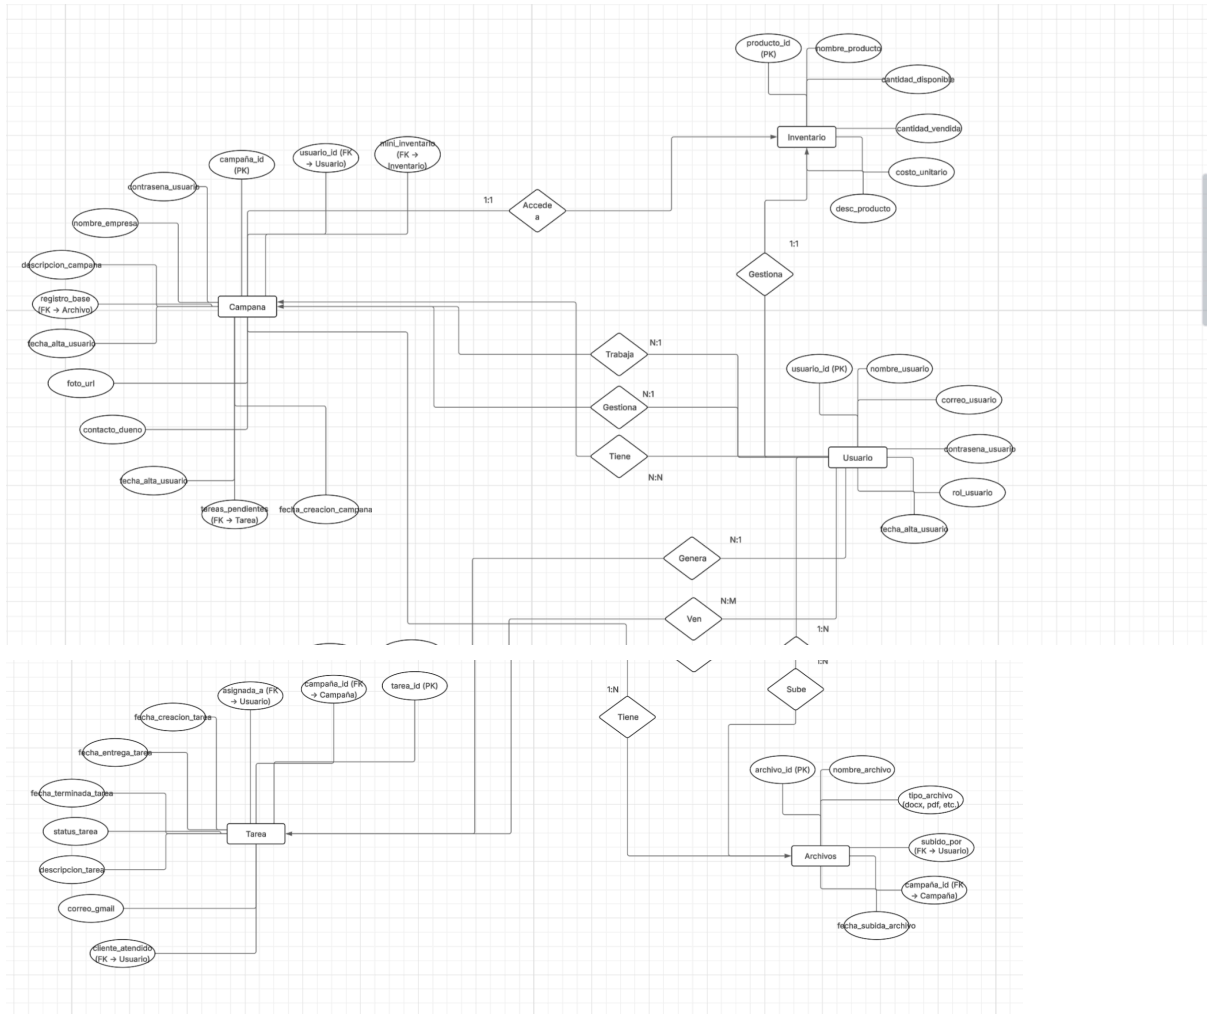 producto_id
(PK)
nombre_producto
cantidad_disponible
cantidad_vendida
Inventario
costo_unitario
desc_producto
mini_inventario
(FK
→ Inventario)
usuario_id (FK
→ Usuario)
campaña_id
(PK)
contrasena_usuario
nombre_empresa
descripcion_campana
registro_base
(FK → Archivo)
fecha_alta_usuario
foto_url
contacto_dueno
fecha_alta_usuario
tareas_pendientes
(FK → Tarea)
fecha_creacion_campana
Campana
1:1
Accede
a
1:1
Gestiona
Trabaja
N:1
Gestiona
N:1
Tiene
N:N
usuario_id (PK)
nombre_usuario
correo_usuario
contrasena_usuario
Usuario
rol_usuario
fecha_alta_usuario
Genera
N:1
Ven
N:M
1:N
1:N
asignada_a (FK
→ Usuario)
campaña_id (FK
→ Campaña)
tarea_id (PK)
fecha_creacion_tarea
fecha_entrega_tarea
fecha_terminada_tarea
status_tarea
Tarea
descripcion_tarea
correo_gmail
cliente_atendido
(FK → Usuario)
1:N
Tiene
Sube
archivo_id (PK)
nombre_archivo
tipo_archivo
(docx, pdf, etc.)
subido_por
(FK → Usuario)
Archivos
campaña_id (FK
→ Campaña)
fecha_subida_archivo